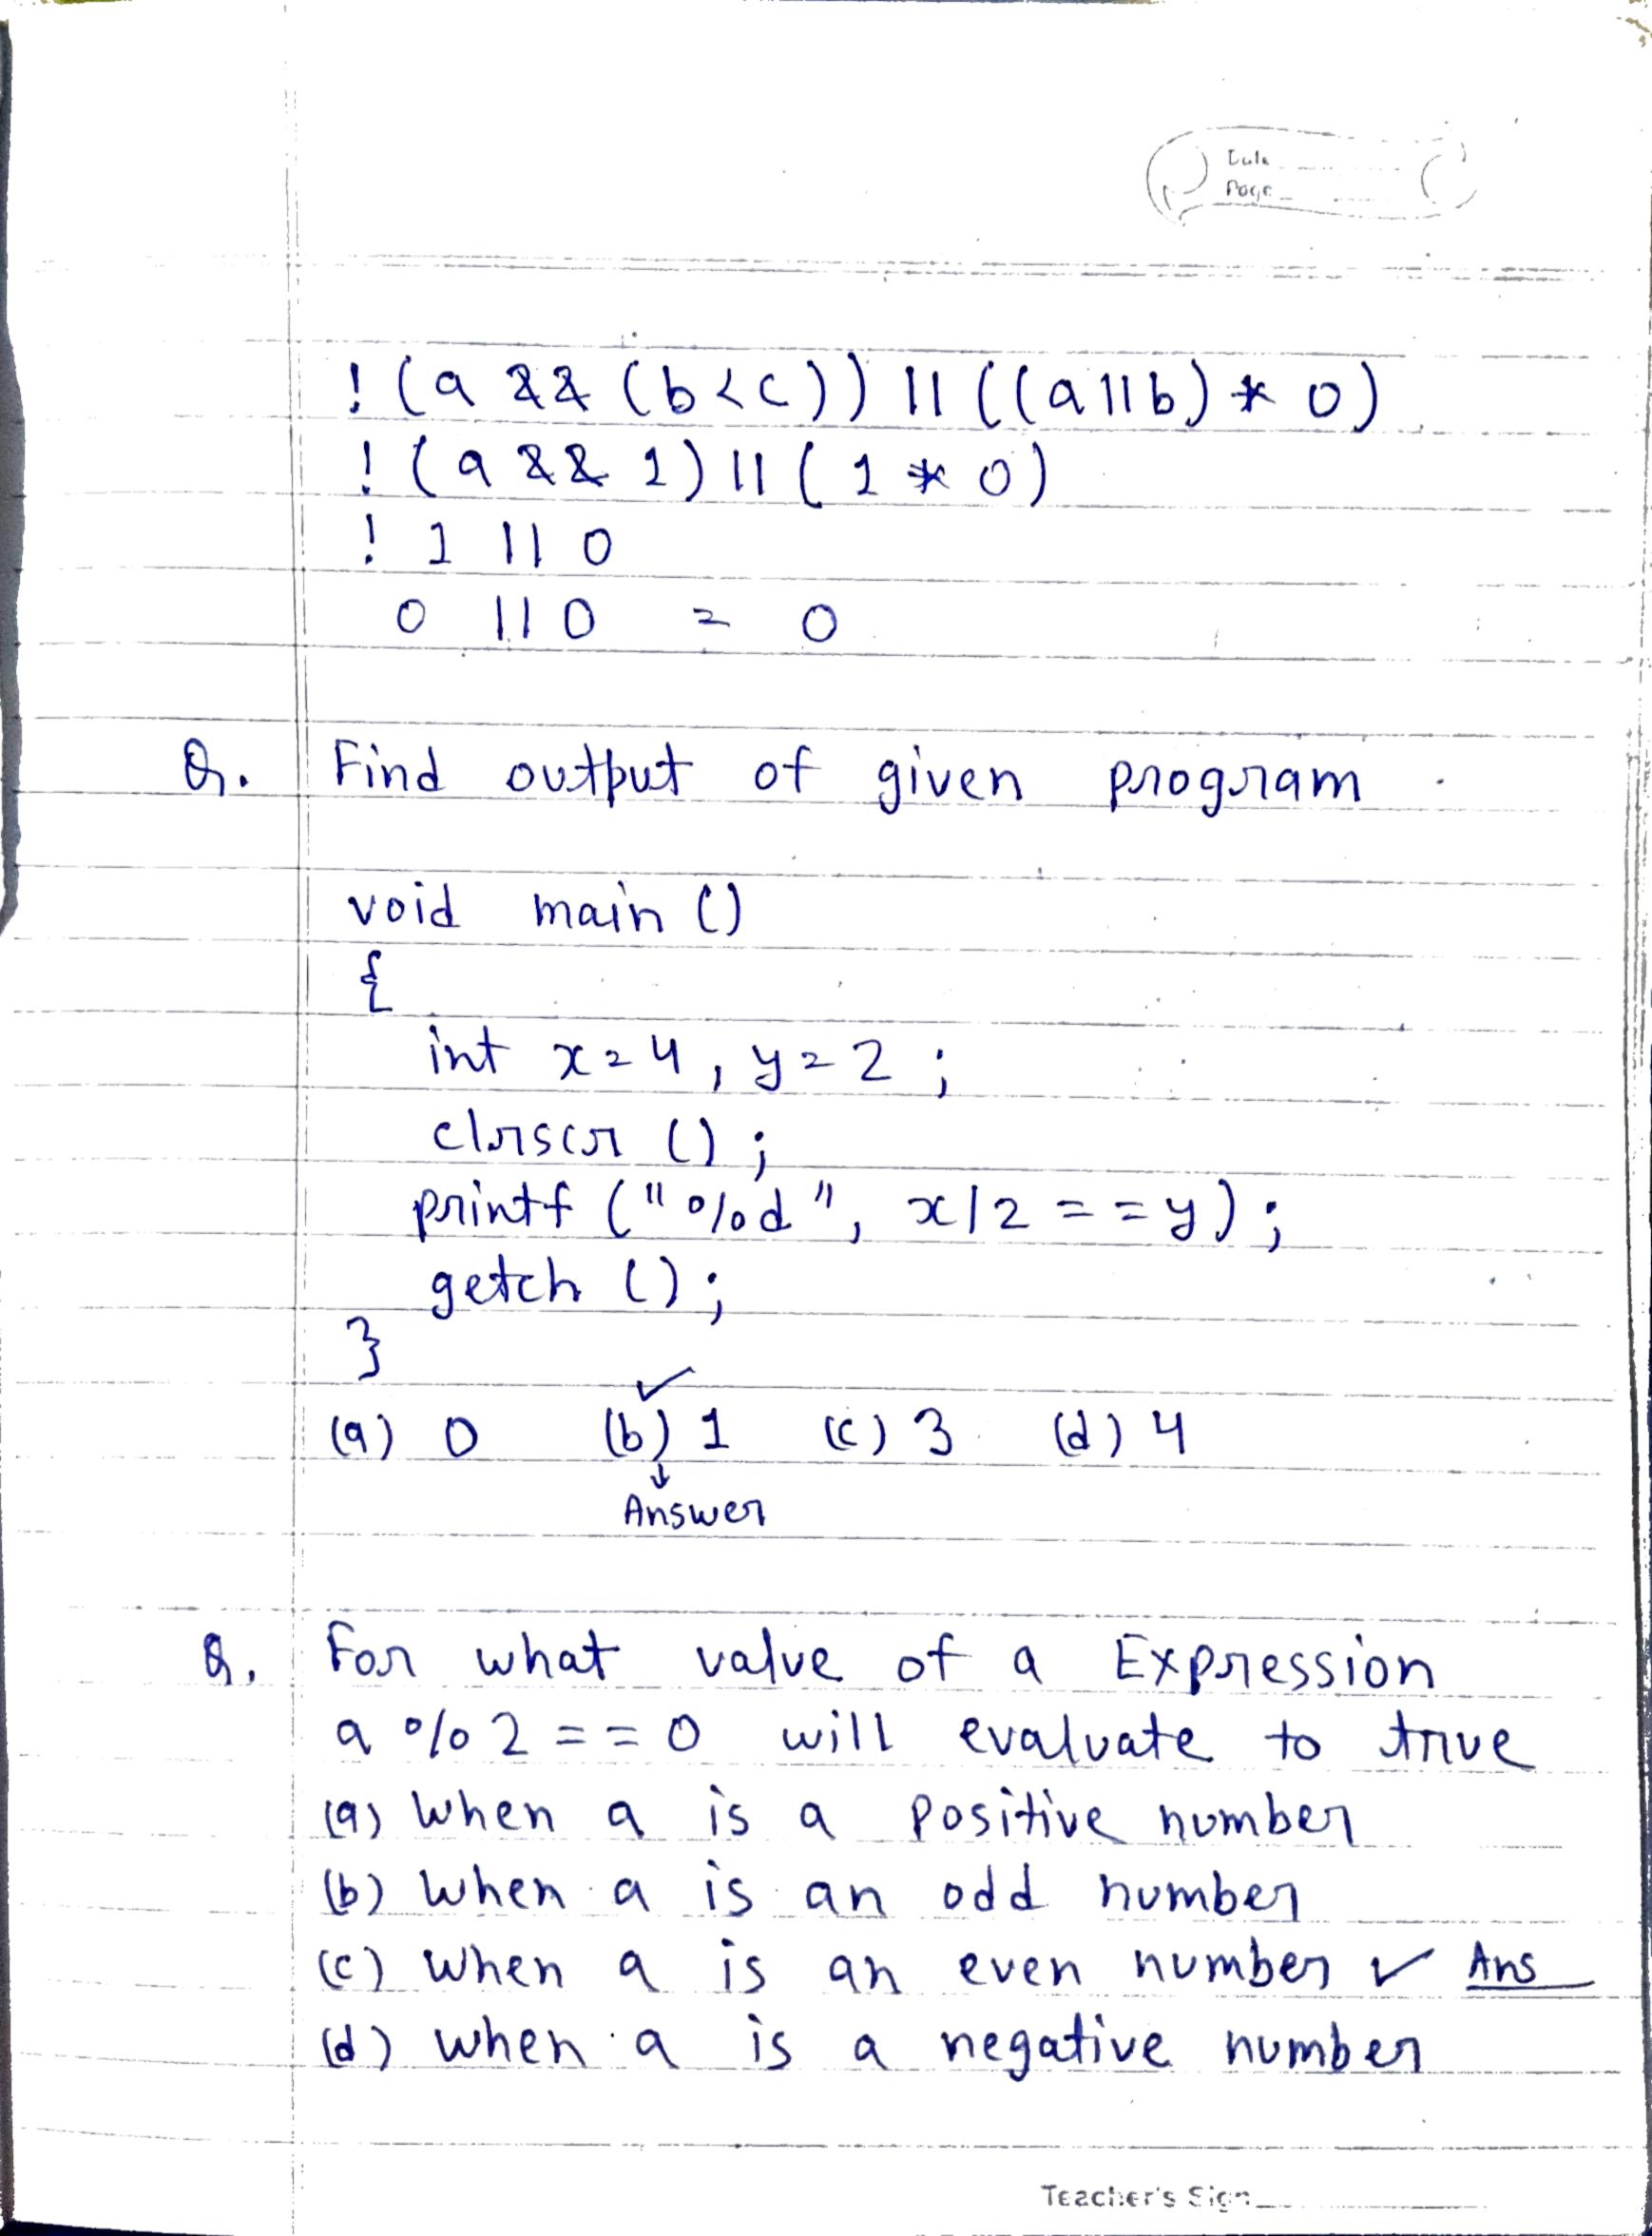 Page
! (a && (b<c)) || ((a||b) * 0)
! (a && 1) || (1 * 0)
! 1 || 0
0 || 0 = 0
Q. Find output of given program.
void main ()
{
int x=4, y=2;
clrscr ();
printf ("%d", x/2 ==y);
getch ();
}
(a) 0 (b) 1 (c) 3 (d) 4
Answer
Q. For what value of a Expression
a %2 ==0 will evaluate to true
(a) When a is a positive number
(b) When a is an odd number
(c) When a is an even number ✓ Ans
(d) when a is a negative number
Teacher's Sign